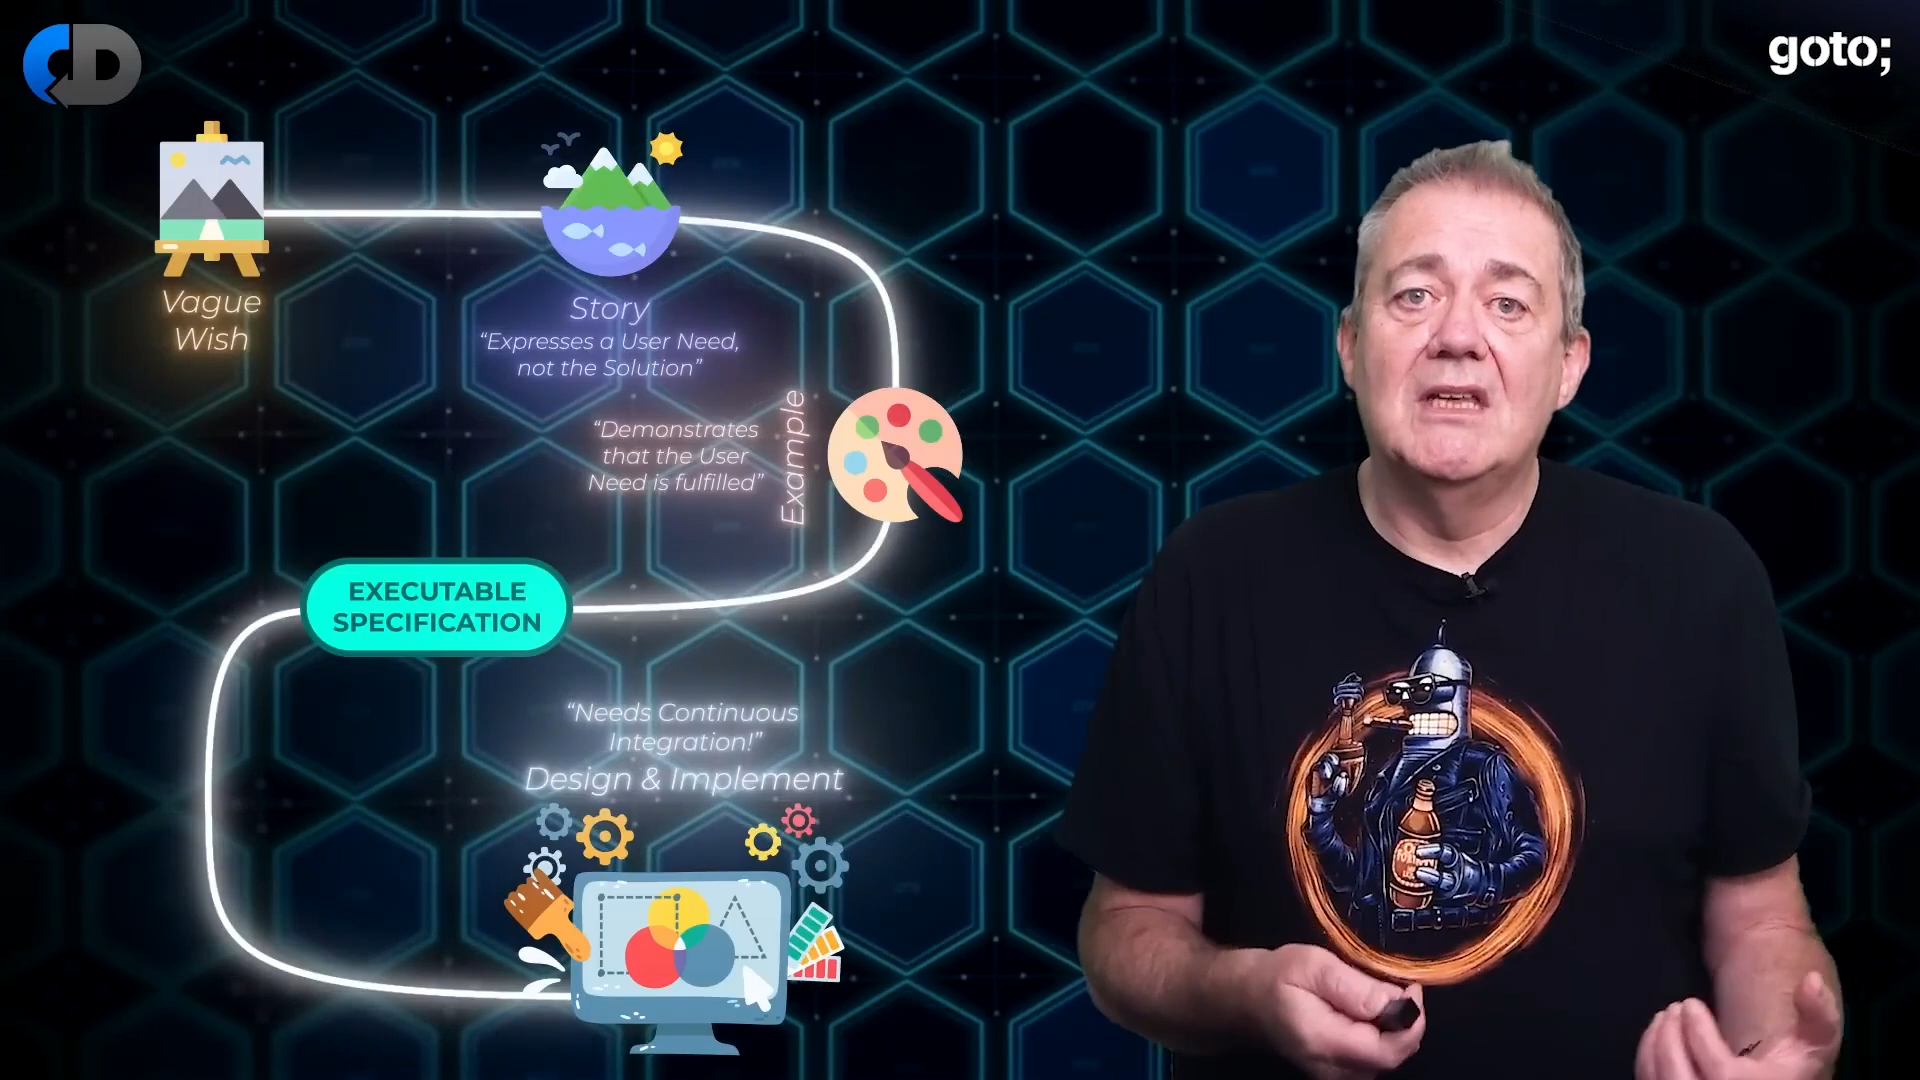 CD
goto;
Vague
Wish
Story
“Expresses a User Need,
not the Solution”
“Demonstrates
that the User
Need is fulfilled”
Example
EXECUTABLE
SPECIFICATION
“Needs Continuous
Integration!”
Design & Implement